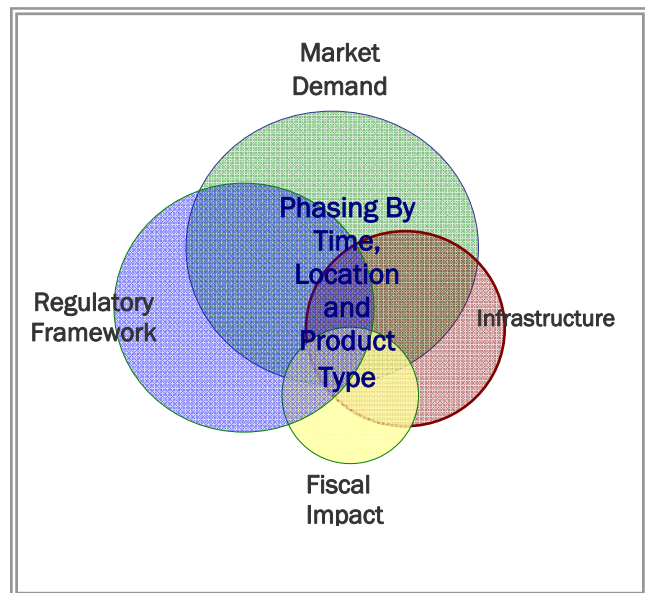 Market
Demand
Phasing By
Time,
Location
and
Product
Type
Regulatory
Framework
Infrastructure
Fiscal
Impact